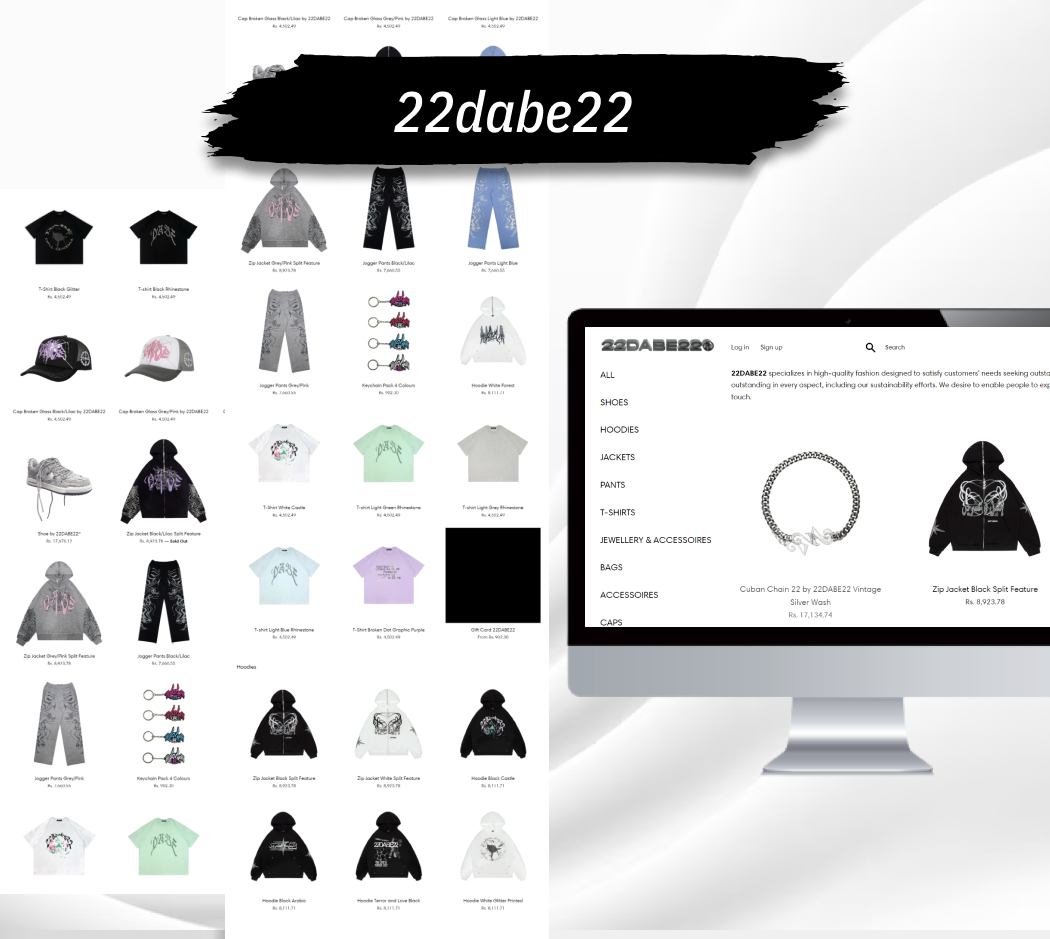 Cap Broken Glass Black/Lilac by 22DABE22
Rs. 4,502.49
Cap Broken Glass Grey/Pink by 22DABE22
Rs. 4,502.49
Cap Broken Glass Light Blue by 22DABE22
Rs. 4,502.49
22dabe22
T-Shirt Black Glitter
Rs. 4,502.49
T-shirt Black Rhinestone
Rs. 4,502.49
Cap Broken Glass Black/Lilac by 22DABE22
Rs. 4,502.49
Cap Broken Glass Grey/Pink by 22DABE22
Rs. 4,502.49
Shoe by 22DABE22®
Zip Jacket Black/Lilac Split Feature
Rs. 8,923.78 — Sold Out
Zip Jacket Grey/Pink Split Feature
Rs. 8,923.78
Jogger Pants Black/Lilac
Rs. 7,660.55
Jogger Pants Grey/Pink
Rs. 7,660.55
Keychain Pack 4 Colours
Rs. 902.30
Zip Jacket Grey/Pink Split Feature
Rs. 8,923.78
Jogger Pants Black/Lilac
Rs. 7,660.55
Jogger Pants Light Blue
Rs. 7,660.55
Jogger Pants Grey/Pink
Rs. 7,660.55
Keychain Pack 4 Colours
Rs. 902.30
Hoodie White Forest
Rs. 8,111.71
T-Shirt White Castle
Rs. 4,502.49
T-shirt Light Green Rhinestone
Rs. 4,502.49
T-shirt Light Grey Rhinestone
Rs. 4,502.49
T-shirt Light Blue Rhinestone
Rs. 4,502.49
T-Shirt Broken Dot Graphic Purple
Rs. 4,502.49
Gift Card 22DABE22
From Rs. 902.30
Hoodies
Zip Jacket Black Split Feature
Rs. 8,923.78
Zip Jacket White Split Feature
Rs. 8,923.78
Hoodie Black Castle
Rs. 8,111.71
22DABE22
Hoodie Black Arabic
Rs. 8,111.71
Hoodie Terror and Love Black
Rs. 8,111.71
Hoodie White Glitter Printed
Rs. 8,111.71
22DABE22
Log in
Sign up
Search
ALL
SHOES
HOODIES
JACKETS
PANTS
T-SHIRTS
JEWELLERY & ACCESSOIRES
BAGS
ACCESSOIRES
CAPS
22DABE22 specializes in high-quality fashion designed to satisfy customers' needs seeking outsta
outstanding in every aspect, including our sustainability efforts. We desire to enable people to exp
touch.
Cuban Chain 22 by 22DABE22 Vintage
Silver Wash
Rs. 17,134.74
Zip Jacket Black Split Feature
Rs. 8,923.78